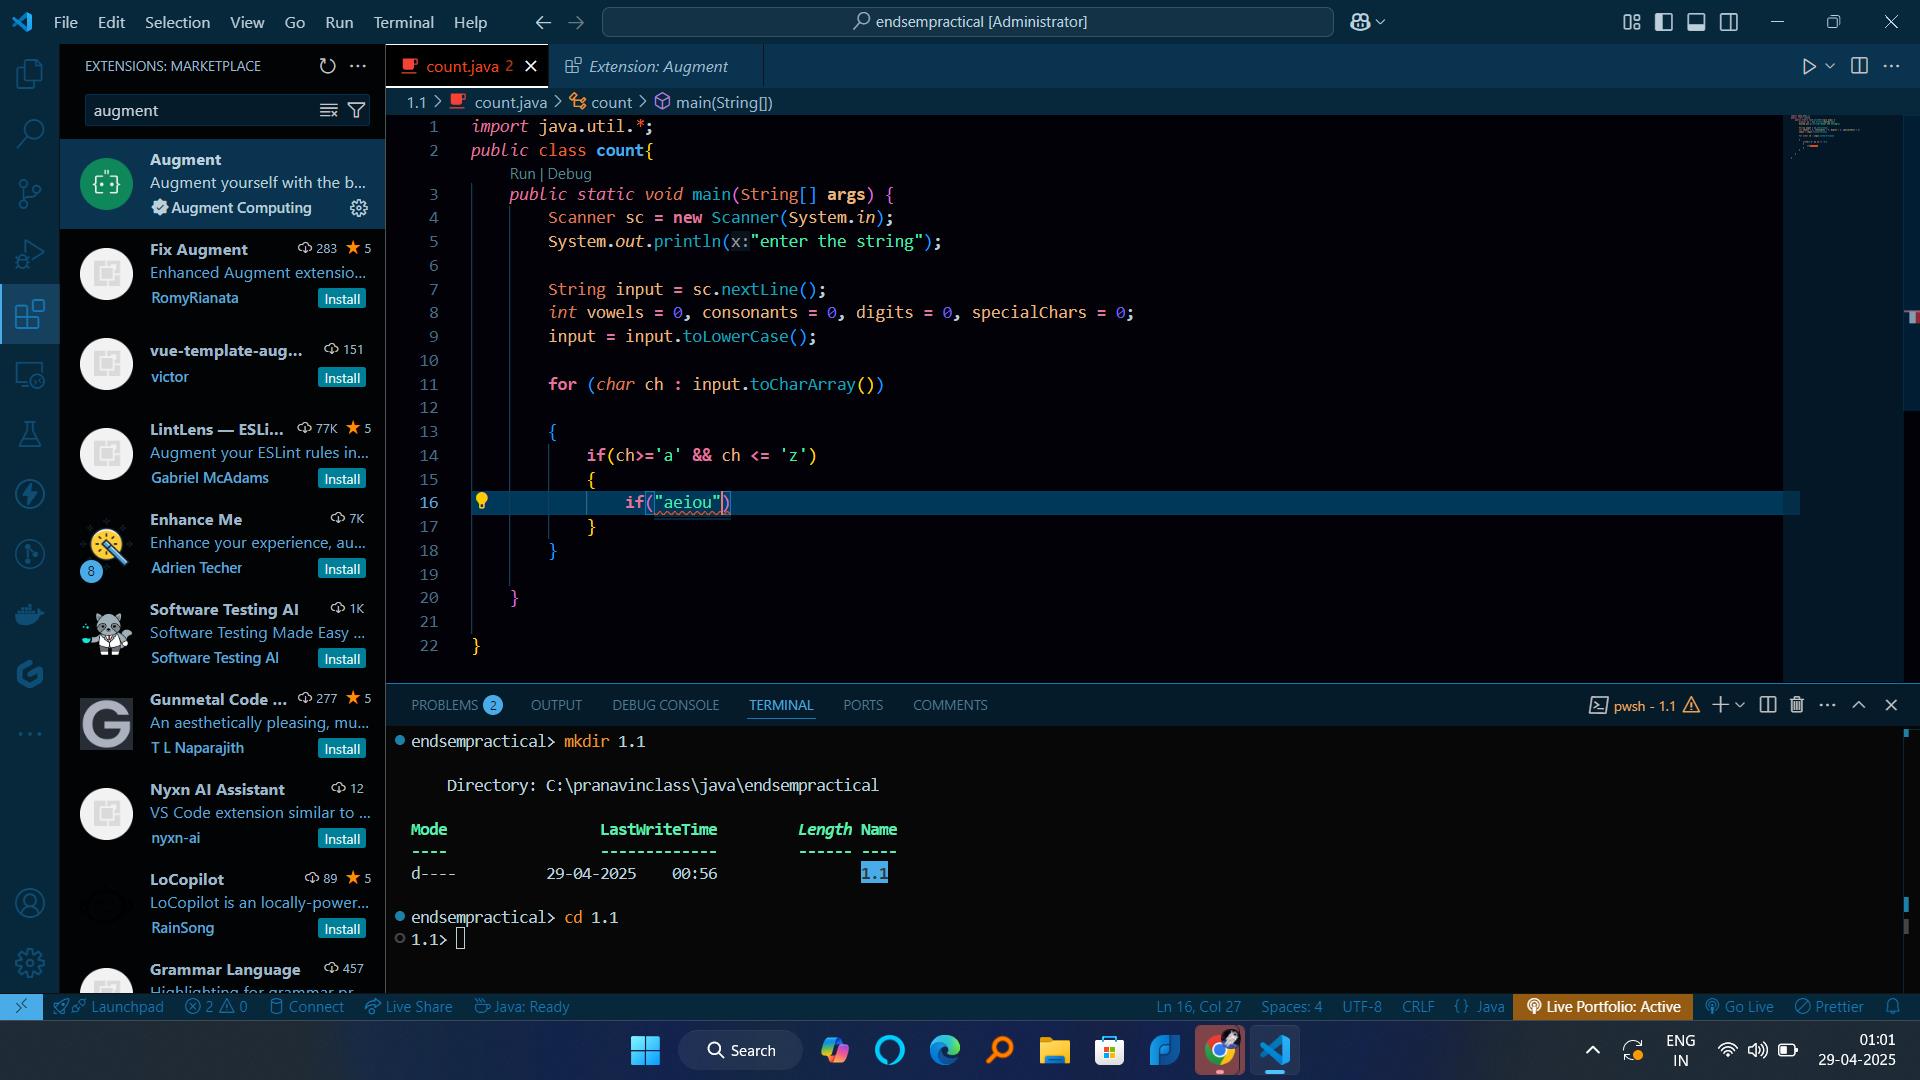 File Edit Selection View Go Run Terminal Help
endsempractical [Administrator]
EXTENSIONS: MARKETPLACE
augment
Augment
Augment yourself with the b...
Augment Computing
Fix Augment 283 5
Enhanced Augment extensio...
RomyRianata Install
vue-template-aug... 151
victor Install
LintLens — ESLi... 77K 5
Augment your ESLint rules in...
Gabriel McAdams Install
Enhance Me 7K
Enhance your experience, au...
8 Adrien Techer Install
Software Testing AI 1K
Software Testing Made Easy ...
Software Testing AI Install
Gunmetal Code ... 277 5
An aesthetically pleasing, mu...
T L Naparajith Install
Nyxn AI Assistant 12
VS Code extension similar to ...
nyxn-ai Install
LoCopilot 89 5
LoCopilot is an locally-power...
RainSong Install
Grammar Language 457
count.java 2 Extension: Augment
1.1 > count.java > count > main(String[])
1 import java.util.*;
2 public class count{
Run | Debug
3 public static void main(String[] args) {
4 Scanner sc = new Scanner(System.in);
5 System.out.println(x:"enter the string");
6
7 String input = sc.nextLine();
8 int vowels = 0, consonants = 0, digits = 0, specialChars = 0;
9 input = input.toLowerCase();
10
11 for (char ch : input.toCharArray())
12
13 {
14 if(ch>='a' && ch <= 'z')
15 {
16 if("aeiou")
17 }
18 }
19
20 }
21
22 }
PROBLEMS 2 OUTPUT DEBUG CONSOLE TERMINAL PORTS COMMENTS pwsh - 1.1
endsempractical> mkdir 1.1
Directory: C:\pranavinclass\java\endsempractical
Mode LastWriteTime Length Name
---- ------------- ------ ----
d---- 29-04-2025 00:56 1.1
endsempractical> cd 1.1
1.1>
Launchpad 2 0 Connect Live Share Java: Ready Ln 16, Col 27 Spaces: 4 UTF-8 CRLF {} Java Live Portfolio: Active Go Live Prettier
Search
ENG
IN
01:01
29-04-2025